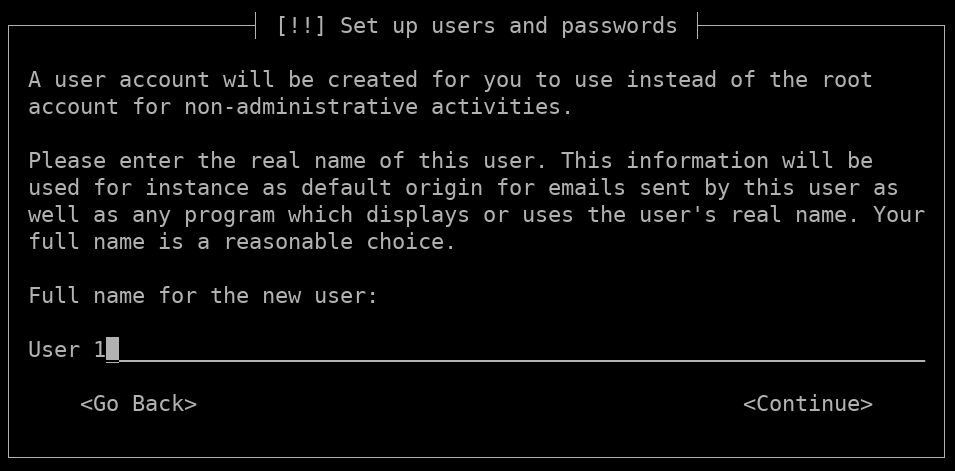 [!!] Set up users and passwords
A user account will be created for you to use instead of the root
account for non-administrative activities.
Please enter the real name of this user. This information will be
used for instance as default origin for emails sent by this user as
well as any program which displays or uses the user's real name. Your
full name is a reasonable choice.
Full name for the new user:
User 1
<Go Back> <Continue>